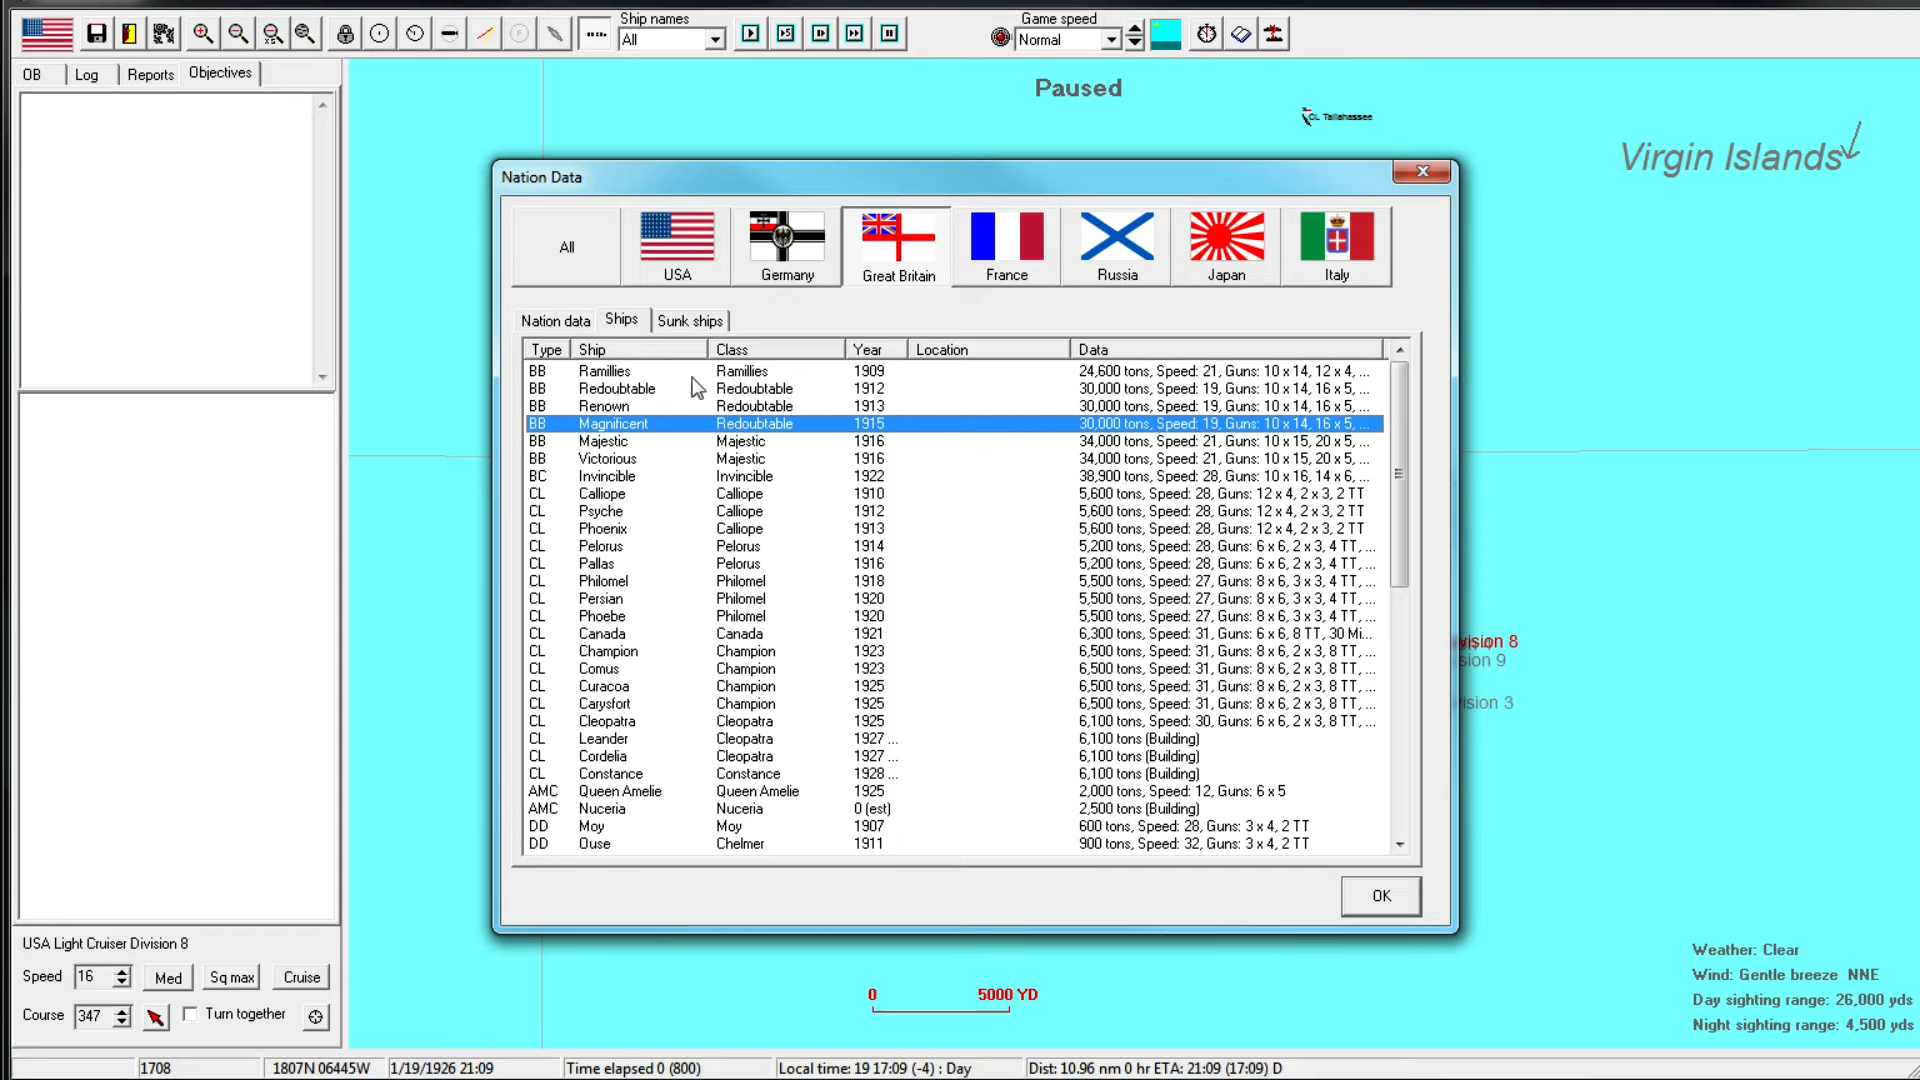 Ship names
All
Game speed
Normal
OB Log Reports Objectives
Paused
CL Tallahassee
Virgin Islands
Nation Data
All USA Germany Great Britain France Russia Japan Italy
Nation data Ships Sunk ships
Type Ship Class Year Location Data
BB Ramillies Ramillies 1909 24,600 tons, Speed: 21, Guns: 10 x 14, 12 x 4, ...
BB Redoubtable Redoubtable 1912 30,000 tons, Speed: 19, Guns: 10 x 14, 16 x 5, ...
BB Renown Redoubtable 1913 30,000 tons, Speed: 19, Guns: 10 x 14, 16 x 5, ...
BB Magnificent Redoubtable 1915 30,000 tons, Speed: 19, Guns: 10 x 14, 16 x 5, ...
BB Majestic Majestic 1916 34,000 tons, Speed: 21, Guns: 10 x 15, 20 x 5, ...
BB Victorious Majestic 1916 34,000 tons, Speed: 21, Guns: 10 x 15, 20 x 5, ...
BC Invincible Invincible 1922 38,900 tons, Speed: 28, Guns: 10 x 16, 14 x 6, ...
CL Calliope Calliope 1910 5,600 tons, Speed: 28, Guns: 12 x 4, 2 x 3, 2 TT
CL Psyche Calliope 1912 5,600 tons, Speed: 28, Guns: 12 x 4, 2 x 3, 2 TT
CL Phoenix Calliope 1913 5,600 tons, Speed: 28, Guns: 12 x 4, 2 x 3, 2 TT
CL Pelorus Pelorus 1914 5,200 tons, Speed: 28, Guns: 6 x 6, 2 x 3, 4 TT, ...
CL Pallas Pelorus 1916 5,200 tons, Speed: 28, Guns: 6 x 6, 2 x 3, 4 TT, ...
CL Philomel Philomel 1918 5,500 tons, Speed: 27, Guns: 8 x 6, 3 x 3, 4 TT, ...
CL Persian Philomel 1920 5,500 tons, Speed: 27, Guns: 8 x 6, 3 x 3, 4 TT, ...
CL Phoebe Philomel 1920 5,500 tons, Speed: 27, Guns: 8 x 6, 3 x 3, 4 TT, ...
CL Canada Canada 1921 6,300 tons, Speed: 31, Guns: 6 x 6, 8 TT, 30 Mi...
CL Champion Champion 1923 6,500 tons, Speed: 31, Guns: 8 x 6, 2 x 3, 8 TT, ...
CL Comus Champion 1923 6,500 tons, Speed: 31, Guns: 8 x 6, 2 x 3, 8 TT, ...
CL Curacoa Champion 1925 6,500 tons, Speed: 31, Guns: 8 x 6, 2 x 3, 8 TT, ...
CL Carysfort Champion 1925 6,500 tons, Speed: 31, Guns: 8 x 6, 2 x 3, 8 TT, ...
CL Cleopatra Cleopatra 1925 6,100 tons, Speed: 30, Guns: 6 x 6, 2 x 3, 8 TT, ...
CL Leander Cleopatra 1927 ... 6,100 tons (Building)
CL Cordelia Cleopatra 1927 ... 6,100 tons (Building)
CL Constance Constance 1928 ... 6,100 tons (Building)
AMC Queen Amelie Queen Amelie 1925 2,000 tons, Speed: 12, Guns: 6 x 5
AMC Nuceria Nuceria 0 (est) 2,500 tons (Building)
DD Moy Moy 1907 600 tons, Speed: 28, Guns: 3 x 4, 2 TT
DD Ouse Chelmer 1911 900 tons, Speed: 32, Guns: 3 x 4, 2 TT
OK
vision 8
sion 9
vision 3
USA Light Cruiser Division 8
Speed 16 Med Sq max Cruise
Course 347 Turn together
0 5000 YD
Weather: Clear
Wind: Gentle breeze NNE
Day sighting range: 26,000 yds
Night sighting range: 4,500 yds
1708 1807N 06445W 1/19/1926 21:09 Time elapsed 0 (800) Local time: 19 17:09 (-4) : Day Dist: 10.96 nm 0 hr ETA: 21:09 (17:09) D